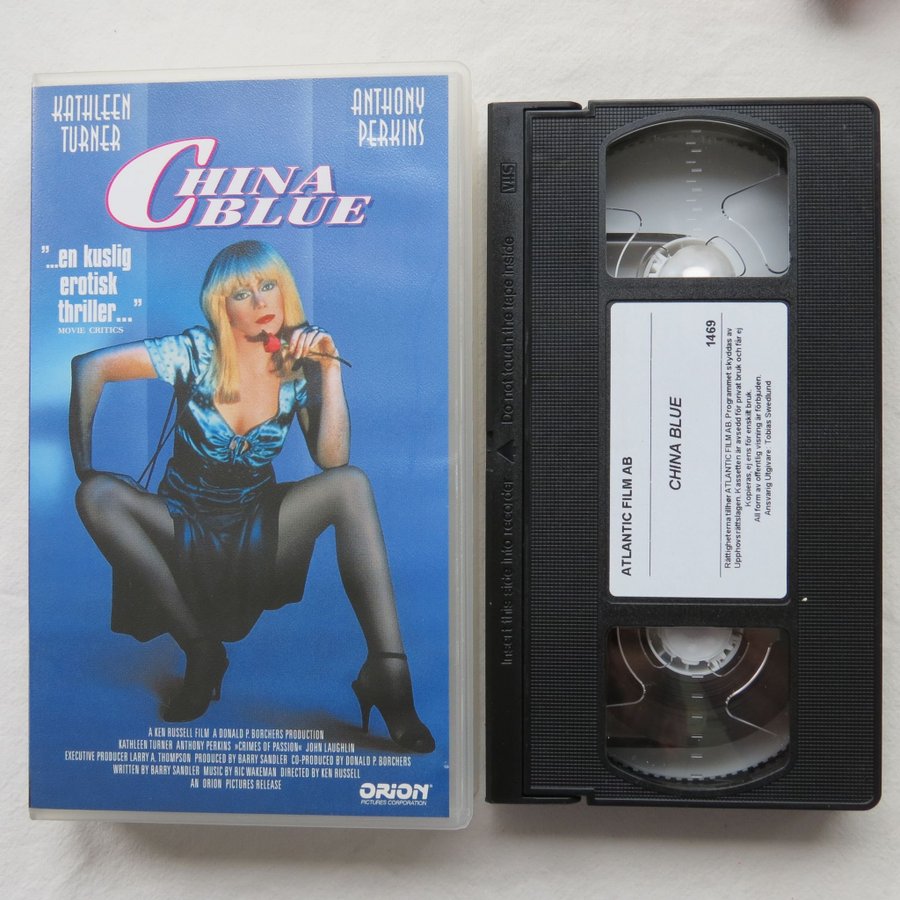 KATHLEEN
TURNER
ANTHONY
PERKINS
CHINA
BLUE
"...en kuslig
erotisk
thriller..."
MOVIE CRITICS
A KEN RUSSELL FILM A DONALD P. BORCHERS PRODUCTION
KATHLEEN TURNER ANTHONY PERKINS »CRIMES OF PASSION« JOHN LAUGHLIN
EXECUTIVE PRODUCER LARRY A. THOMPSON PRODUCED BY BARRY SANDLER CO-PRODUCED BY DONALD P. BORCHERS
WRITTEN BY BARRY SANDLER MUSIC BY RIC WAKEMAN DIRECTED BY KEN RUSSELL
AN ORION PICTURES RELEASE
ORION
PICTURES CORPORATION
VHS
Insert this side into recorder ▲ Do not touch the tape inside
ATLANTIC FILM AB
1469
CHINA BLUE
Rättigheterna tillhör ATLANTIC FILM AB. Programmet skyddas av
Upphovsrättslagen. Kassetten är avsedd för privat bruk och får ej
Kopieras, ej ens för enskilt bruk.
All form av offentlig visning är förbjuden.
Ansvarig Utgivare: Tobias Swedlund